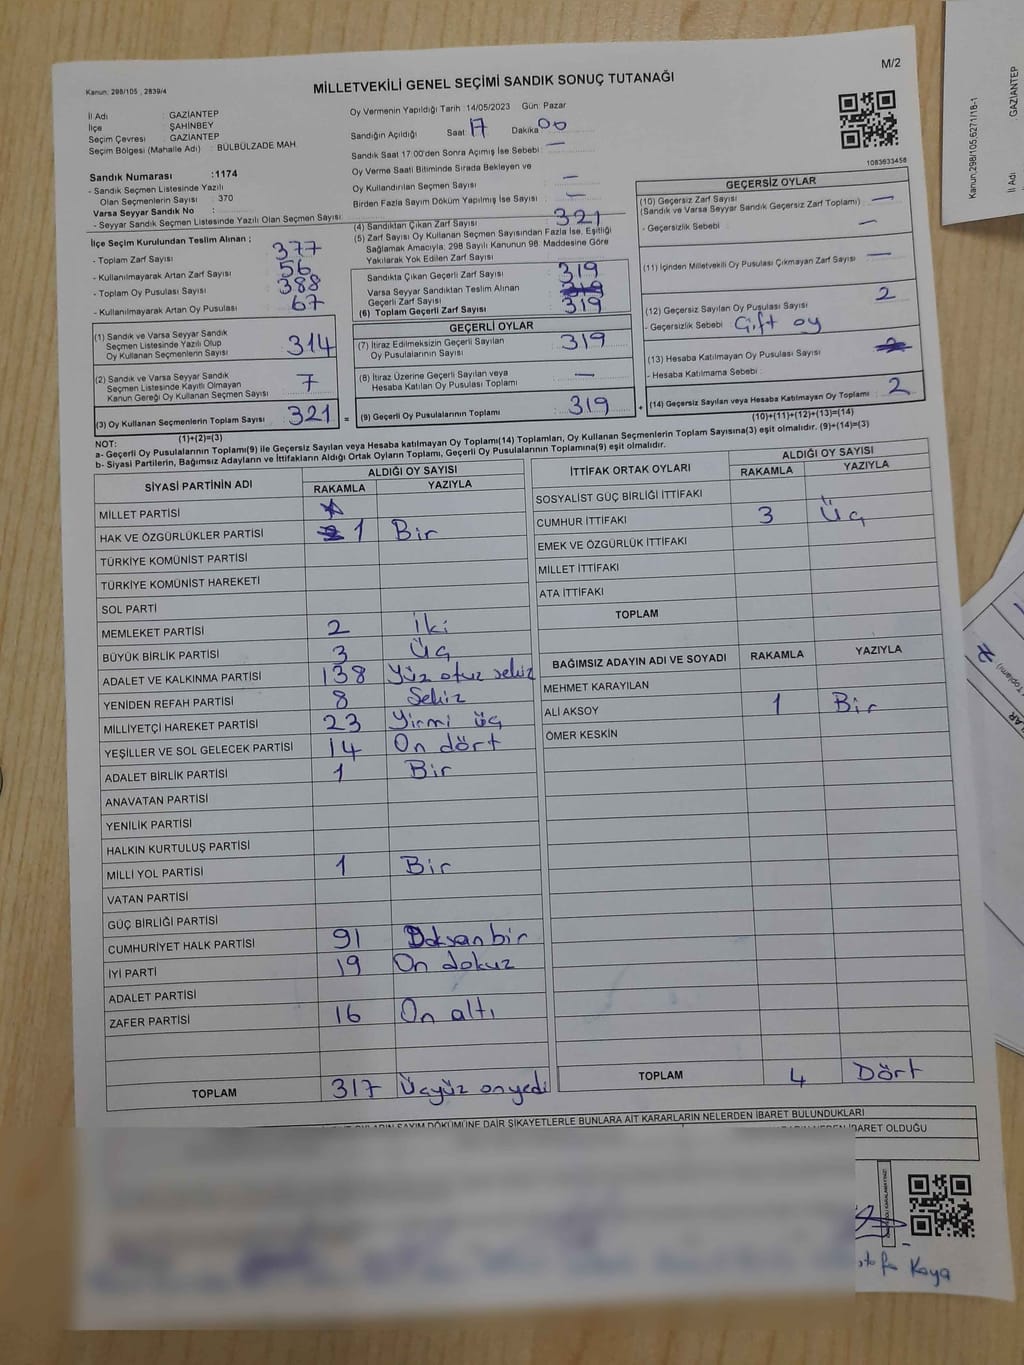 Kanun: 298/105 , 2839/4
MİLLETVEKİLİ GENEL SEÇİMİ SANDIK SONUÇ TUTANAĞI
M/2
İl Adı : GAZİANTEP
İlçe : ŞAHİNBEY
Seçim Çevresi : GAZİANTEP
Seçim Bölgesi (Mahalle Adı) : BÜLBÜLZADE MAH.
Sandık Numarası :1174
- Sandık Seçmen Listesinde Yazılı
Olan Seçmenlerin Sayısı : 370
Varsa Seyyar Sandık No :
- Seyyar Sandık Seçmen Listesinde Yazılı Olan Seçmen Sayısı
Oy Vermenin Yapıldığı Tarih :14/05/2023 Gün: Pazar
Sandığın Açıldığı Saat 17 Dakika 00
Sandık Saat 17:00'den Sonra Açımış İse Sebebi : —
Oy Verme Saati Bitiminde Sırada Bekleyen ve
Oy Kullandırılan Seçmen Sayısı —
Birden Fazla Sayım Döküm Yapılmış İse Sayısı : —
1083633458
İlçe Seçim Kurulundan Teslim Alınan ;
- Toplam Zarf Sayısı : 377
- Kullanılmayarak Artan Zarf Sayısı : 56
- Toplam Oy Pusulası Sayısı : 388
- Kullanılmayarak Artan Oy Pusulası : 67
(1) Sandık ve Varsa Seyyar Sandık
Seçmen Listesinde Yazılı Olup
Oy Kullanan Seçmenlerin Sayısı : 314
(2) Sandık ve Varsa Seyyar Sandık
Seçmen Listesinde Kayıtlı Olmayan
Kanun Gereği Oy Kullanan Seçmen Sayısı : 7
(3) Oy Kullanan Seçmenlerin Toplam Sayısı : 321 =
(1)+(2)=(3)
(4) Sandıktan Çıkan Zarf Sayısı : 321
(5) Zarf Sayısı Oy Kullanan Seçmen Sayısından Fazla İse, Eşitliği
Sağlamak Amacıyla; 298 Sayılı Kanunun 98. Maddesine Göre
Yakılarak Yok Edilen Zarf Sayısı :
Sandıkta Çıkan Geçerli Zarf Sayısı : 319
Varsa Seyyar Sandıktan Teslim Alınan
Geçerli Zarf Sayısı
(6) Toplam Geçerli Zarf Sayısı : 319
GEÇERLİ OYLAR
(7) İtiraz Edilmeksizin Geçerli Sayılan
Oy Pusulalarının Sayısı : 319
(8) İtiraz Üzerine Geçerli Sayılan veya
Hesaba Katılan Oy Pusulası Toplamı : —
(9) Geçerli Oy Pusulalarının Toplamı : 319 +
GEÇERSİZ OYLAR
(10) Geçersiz Zarf Sayısı
(Sandık ve Varsa Seyyar Sandık Geçersiz Zarf Toplamı) : —
- Geçersizlik Sebebi : —
(11) İçinden Milletvekili Oy Pusulası Çıkmayan Zarf Sayısı : —
(12) Geçersiz Sayılan Oy Pusulası Sayısı : 2
- Geçersizlik Sebebi Çift oy
(13) Hesaba Katılmayan Oy Pusulası Sayısı :
- Hesaba Katılmama Sebebi :
(14) Geçersiz Sayılan veya Hesaba Katılmayan Oy Toplamı : 2
(10)+(11)+(12)+(13)=(14)
NOT:
a- Geçerli Oy Pusulalarının Toplamı(9) ile Geçersiz Sayılan veya Hesaba katılmayan Oy Toplamı(14) Toplamları, Oy Kullanan Seçmenlerin Toplam Sayısına(3) eşit olmalıdır. (9)+(14)=(3)
b- Siyasi Partilerin, Bağımsız Adayların ve İttifakların Aldığı Ortak Oyların Toplamı, Geçerli Oy Pusulalarının Toplamına(9) eşit olmalıdır.
SİYASİ PARTİNİN ADI ALDIĞI OY SAYISI
RAKAMLA YAZIYLA
MİLLET PARTİSİ
HAK VE ÖZGÜRLÜKLER PARTİSİ 1 Bir
TÜRKİYE KOMÜNİST PARTİSİ
TÜRKİYE KOMÜNİST HAREKETİ
SOL PARTİ
MEMLEKET PARTİSİ 2 İki
BÜYÜK BİRLİK PARTİSİ 3 Üç
ADALET VE KALKINMA PARTİSİ 138 Yüz otuz sekiz
YENİDEN REFAH PARTİSİ 8 Sekiz
MİLLİYETÇİ HAREKET PARTİSİ 23 Yirmi üç
YEŞİLLER VE SOL GELECEK PARTİSİ 14 On dört
ADALET BİRLİK PARTİSİ 1 Bir
ANAVATAN PARTİSİ
YENİLİK PARTİSİ
HALKIN KURTULUŞ PARTİSİ
MİLLİ YOL PARTİSİ 1 Bir
VATAN PARTİSİ
GÜÇ BİRLİĞİ PARTİSİ
CUMHURİYET HALK PARTİSİ 91 Doksan bir
İYİ PARTİ 19 On dokuz
ADALET PARTİSİ
ZAFER PARTİSİ 16 On altı
TOPLAM 317 Üçyüz onyedi
İTTİFAK ORTAK OYLARI ALDIĞI OY SAYISI
RAKAMLA YAZIYLA
SOSYALİST GÜÇ BİRLİĞİ İTTİFAKI
CUMHUR İTTİFAKI 3 Üç
EMEK VE ÖZGÜRLÜK İTTİFAKI
MİLLET İTTİFAKI
ATA İTTİFAKI
TOPLAM
BAĞIMSIZ ADAYIN ADI VE SOYADI RAKAMLA YAZIYLA
MEHMET KARAYILAN
ALİ AKSOY 1 Bir
ÖMER KESKİN
TOPLAM 4 Dört
SAYIM DÖKÜMÜNE DAİR ŞİKAYETLERLE BUNLARA AİT KARARLARIN NELERDEN İBARET BULUNDUKLARI
İBARET OLDUĞU
Kaya
Kanun,298/105,6271/18-1
İl Adı : GAZİANTEP